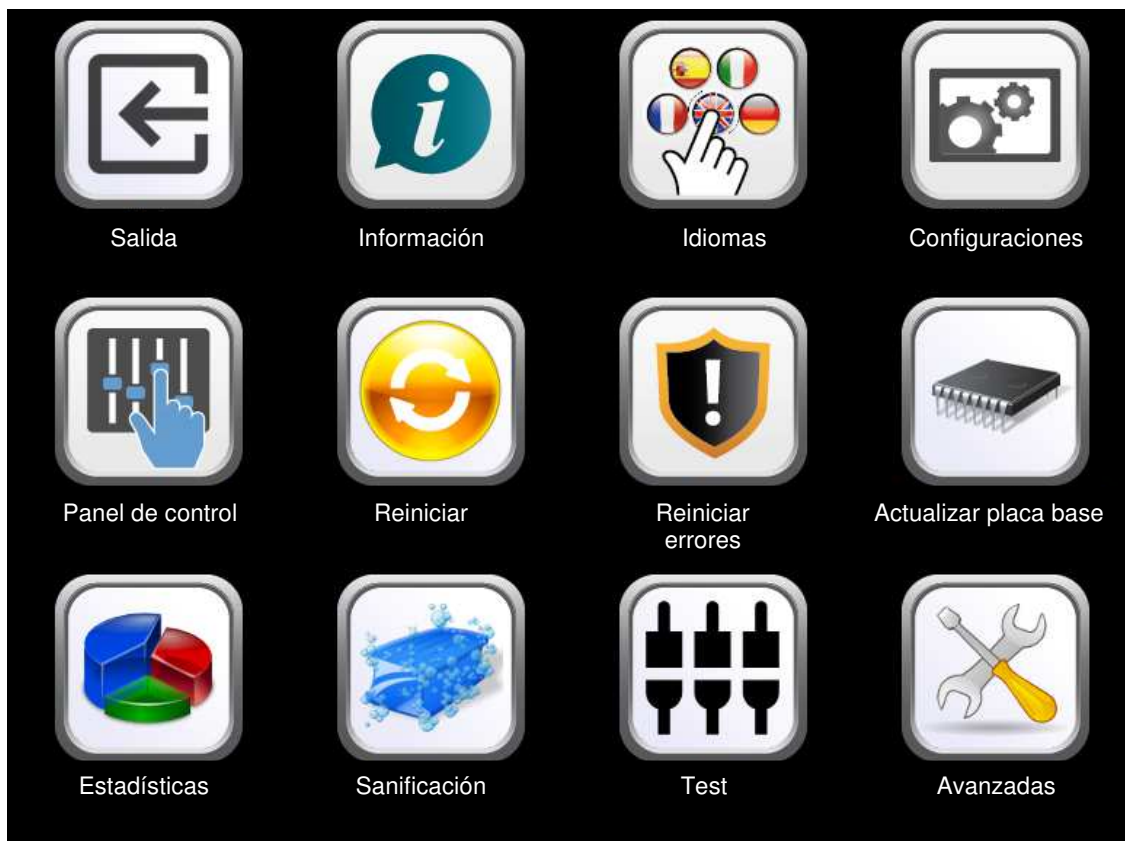 Salida
Información
Idiomas
Configuraciones
Panel de control
Reiniciar
Reiniciar
errores
Actualizar placa base
Estadísticas
Sanificación
Test
Avanzadas